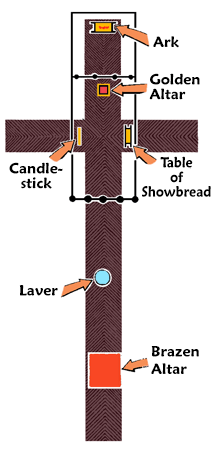 Ark
Golden
Altar
Candle-
stick
Table
of
Showbread
Laver
Brazen
Altar